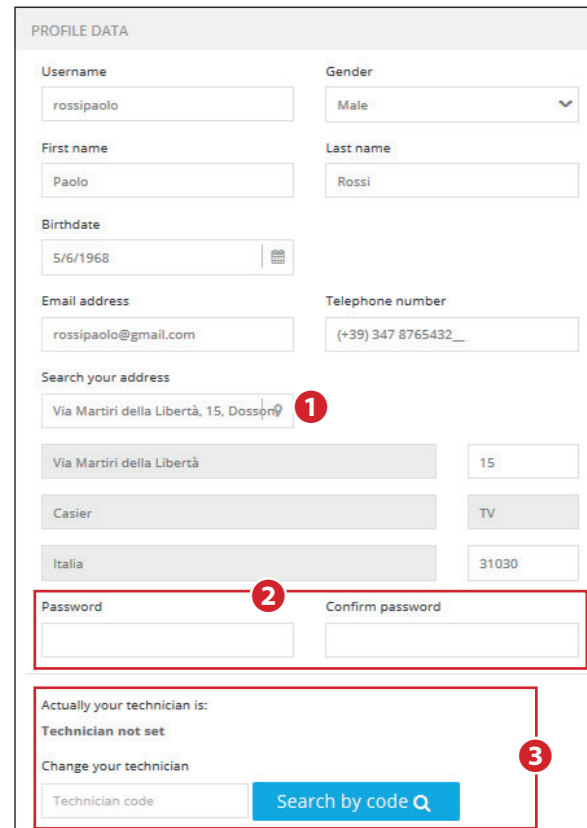 PROFILE DATA
Username Gender
rossipaolo Male
First name Last name
Paolo Rossi
Birthdate
5/6/1968
Email address Telephone number
rossipaolo@gmail.com (+39) 347 8765432__
Search your address
Via Martiri della Libertà, 15, Dosson 1
Via Martiri della Libertà 15
Casier TV
Italia 31030
2
Password Confirm password
Actually your technician is:
Technician not set
3
Change your technician
Technician code Search by code